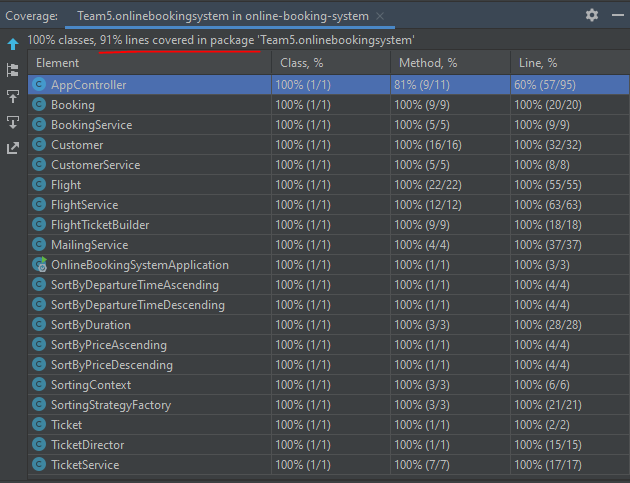 Coverage: Team5.onlinebookingsystem in online-booking-system
100% classes, 91% lines covered in package 'Team5.onlinebookingsystem'
Element Class, % Method, % Line, %
AppController 100% (1/1) 81% (9/11) 60% (57/95)
Booking 100% (1/1) 100% (9/9) 100% (20/20)
BookingService 100% (1/1) 100% (5/5) 100% (9/9)
Customer 100% (1/1) 100% (16/16) 100% (32/32)
CustomerService 100% (1/1) 100% (5/5) 100% (8/8)
Flight 100% (1/1) 100% (22/22) 100% (55/55)
FlightService 100% (1/1) 100% (12/12) 100% (63/63)
FlightTicketBuilder 100% (1/1) 100% (9/9) 100% (18/18)
MailingService 100% (1/1) 100% (4/4) 100% (37/37)
OnlineBookingSystemApplication 100% (1/1) 100% (1/1) 100% (3/3)
SortByDepartureTimeAscending 100% (1/1) 100% (1/1) 100% (4/4)
SortByDepartureTimeDescending 100% (1/1) 100% (1/1) 100% (4/4)
SortByDuration 100% (1/1) 100% (3/3) 100% (28/28)
SortByPriceAscending 100% (1/1) 100% (1/1) 100% (4/4)
SortByPriceDescending 100% (1/1) 100% (1/1) 100% (4/4)
SortingContext 100% (1/1) 100% (3/3) 100% (6/6)
SortingStrategyFactory 100% (1/1) 100% (3/3) 100% (21/21)
Ticket 100% (1/1) 100% (1/1) 100% (2/2)
TicketDirector 100% (1/1) 100% (1/1) 100% (15/15)
TicketService 100% (1/1) 100% (7/7) 100% (17/17)